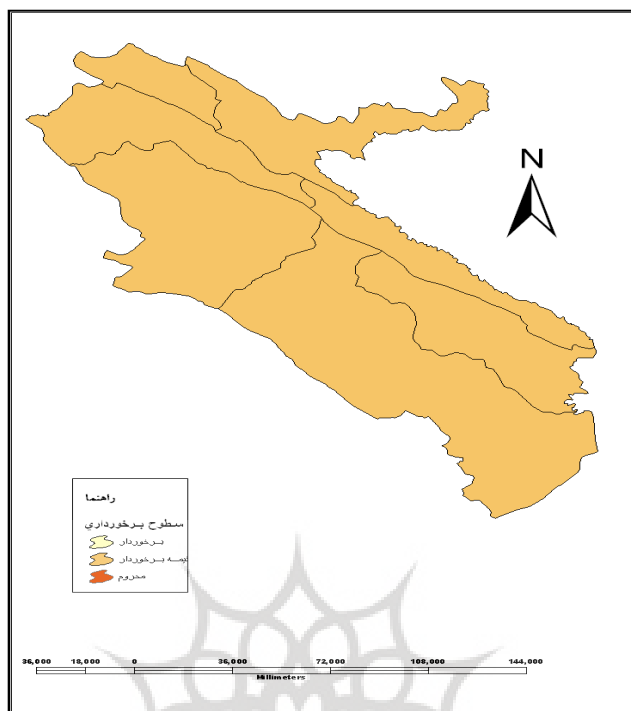 N
راهنما
سطوح برخورداري
برخوردار
نیمه برخوردار
محروم
36,000 18,000 0 36,000 72,000 108,000 144,000
Millimeters